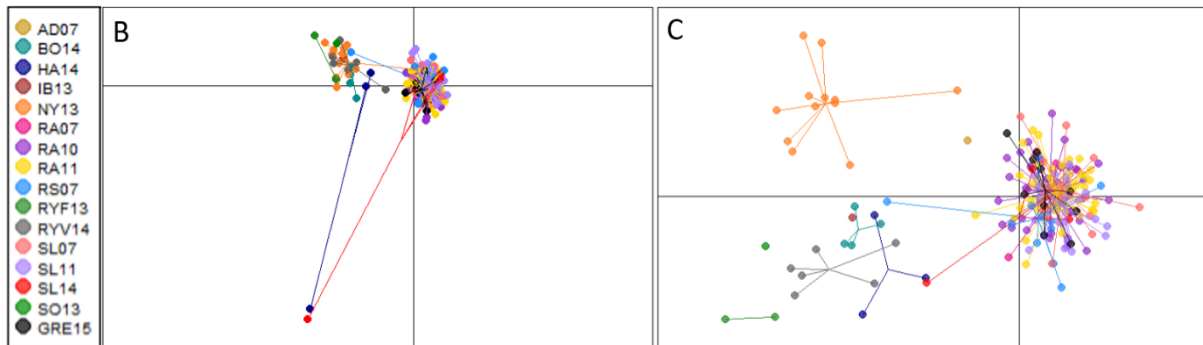 AD07
BO14
HA14
IB13
NY13
RA07
RA10
RA11
RS07
RYF13
RYV14
SL07
SL11
SL14
SO13
GRE15
B
C